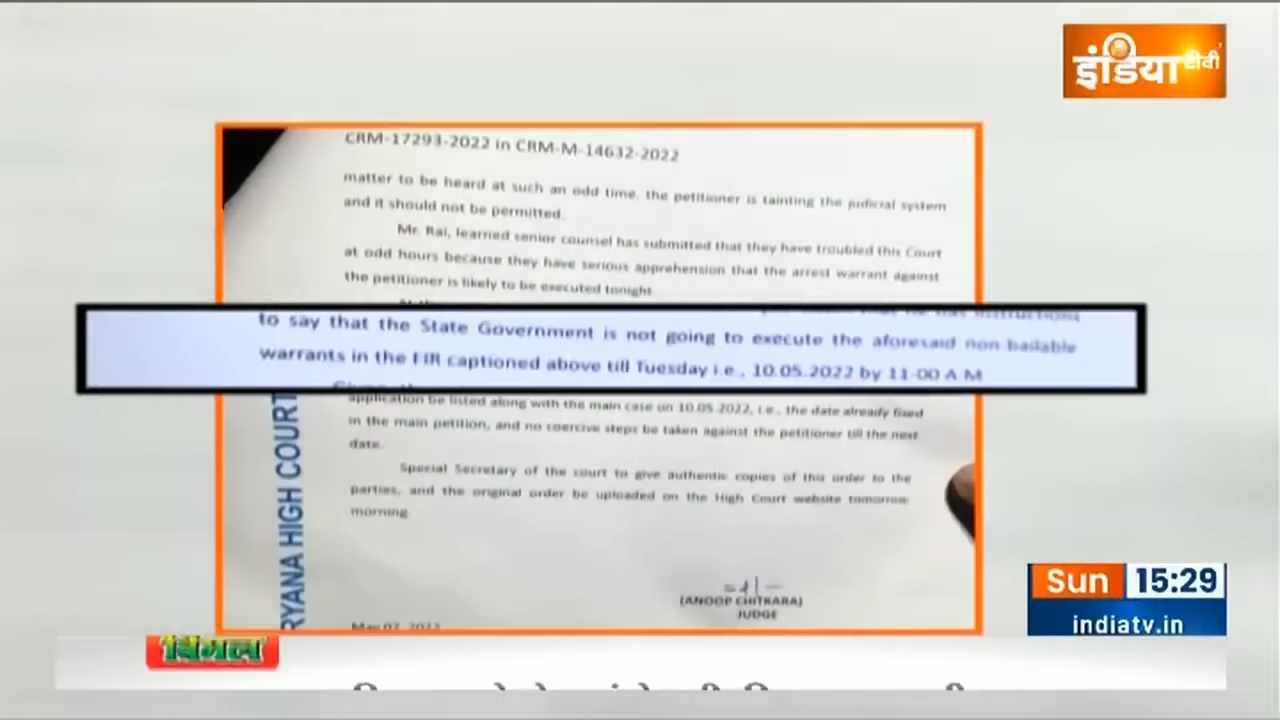 इंडिया टीवी
CRM-17293-2022 in CRM-M-14632-2022
matter to be heard at such an odd time, the petitioner is tainting the judicial system
and it should not be permitted.
Mr. Rai, learned senior counsel has submitted that they have troubled this Court
at odd hours because they have serious apprehension that the arrest warrant against
the petitioner is likely to be executed tonight.
to say that the State Government is not going to execute the aforesaid non-bailable
warrants in the FIR captioned above till Tuesday i.e., 10.05.2022 by 11-00 A M
application be listed along with the main case on 10.05.2022, i.e., the date already fixed
in the main petition, and no coercive steps be taken against the petitioner till the next
date.
Special Secretary of the court to give authentic copies of this order to the
parties, and the original order be uploaded on the High Court website tomorrow
morning.
RYANA HIGH COURT
(ANOOP CHITKARA)
JUDGE
May 07, 2022
Sun 15:29
indiatv.in
विमल